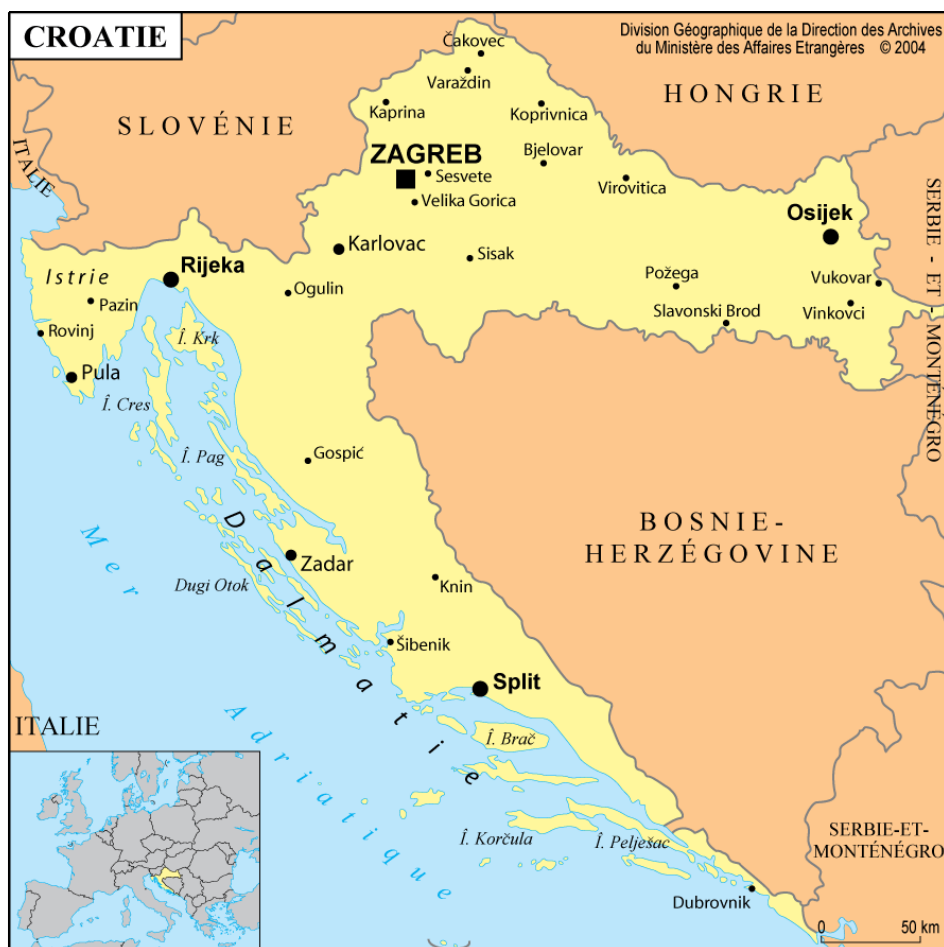 CROATIE
Division Géographique de la Direction des Archives
du Ministère des Affaires Etrangères © 2004
Čakovec
Varaždin
HONGRIE
Kaprina
Koprivnica
SLOVÉNIE
ITALIE
ZAGREB
Bjelovar
Sesvete
Virovitica
SERBIE - ET - MONTÉNÉGRO
Velika Gorica
Osijek
Karlovac
Sisak
Rijeka
Istrie
Požega
Vukovar
Pazin
Ogulin
Slavonski Brod
Vinkovci
Rovinj
Î. Krk
Pula
Î. Cres
Gospić
Î. Pag
BOSNIE-
HERZÉGOVINE
Mer Adriatique
Dalmatie
Zadar
Dugi Otok
Knin
Šibenik
Split
ITALIE
Î. Brač
Î. Korčula
Î. Pelješac
SERBIE-ET-
MONTÉNÉGRO
Dubrovnik
0 50 km